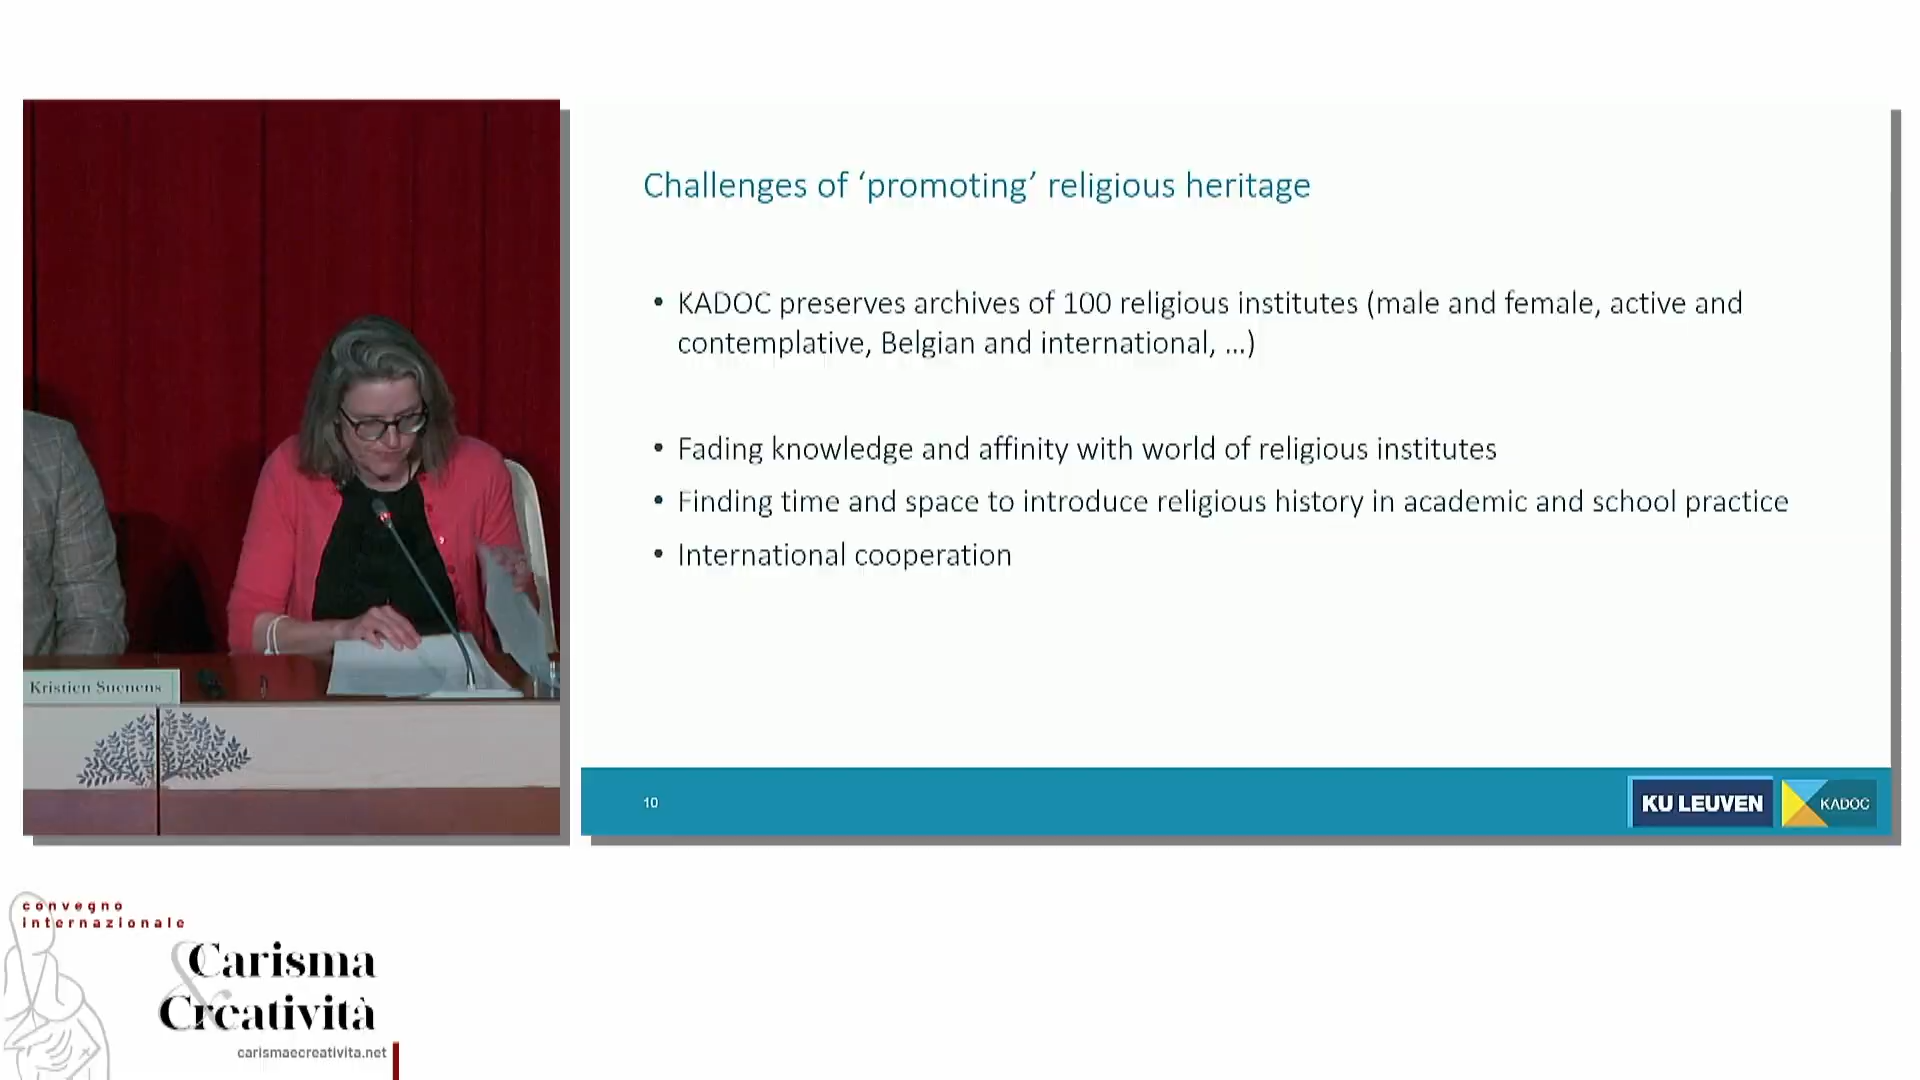 Challenges of ‘promoting’ religious heritage
• KADOC preserves archives of 100 religious institutes (male and female, active and
contemplative, Belgian and international, ...)
• Fading knowledge and affinity with world of religious institutes
• Finding time and space to introduce religious history in academic and school practice
• International cooperation
10
KU LEUVEN
KADOC
Kristien Suenens
convegno
internazionale
Carisma
&
Creatività
carismaecreativita.net